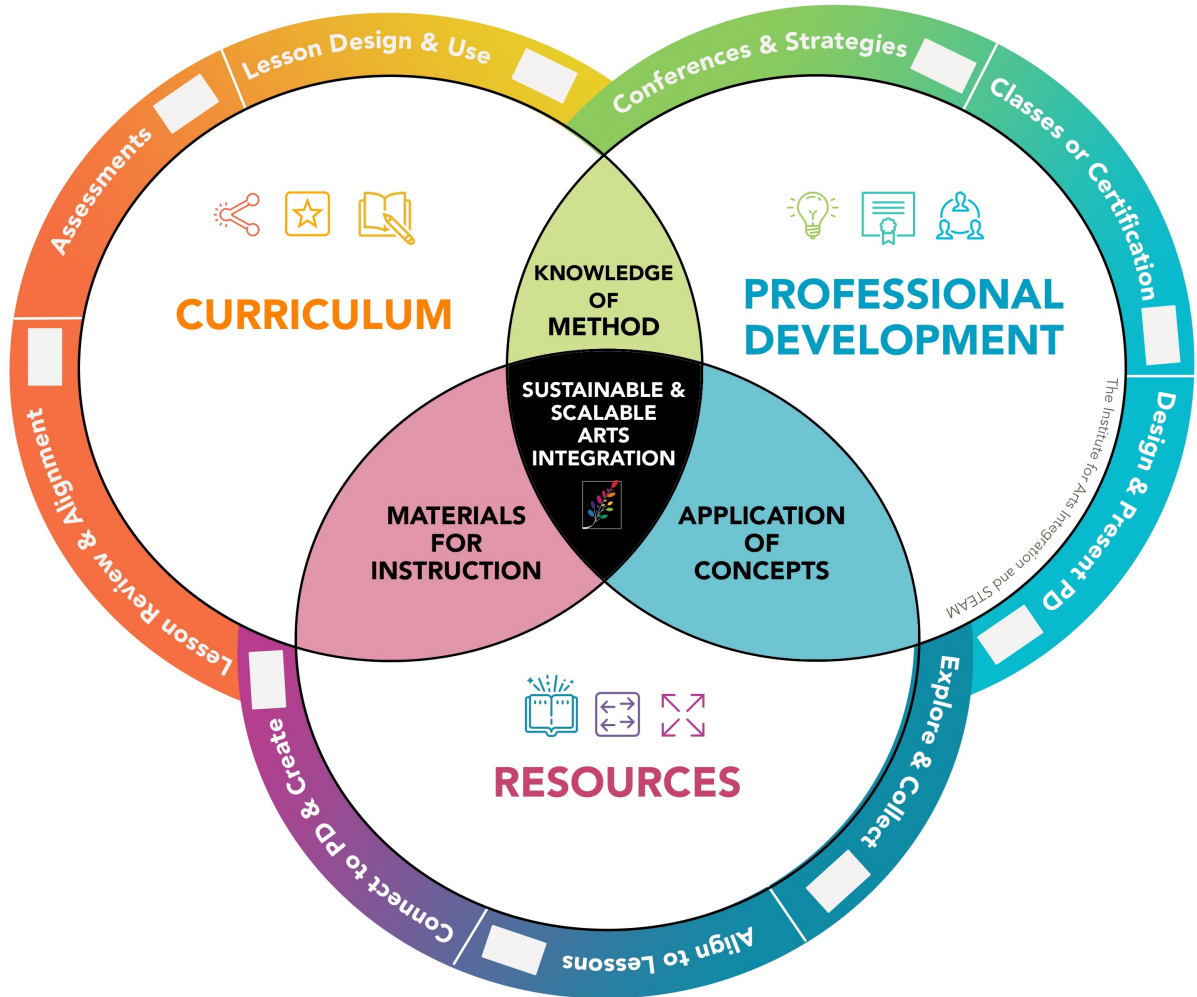 Lesson Design & Use
Assessments
Lesson Review & Alignment
Conferences & Strategies
Classes or Certification
Design & Present PD
The Institute for Arts Integration and STEAM
CURRICULUM
PROFESSIONAL
DEVELOPMENT
KNOWLEDGE
OF
METHOD
SUSTAINABLE &
SCALABLE
ARTS
INTEGRATION
MATERIALS
FOR
INSTRUCTION
APPLICATION
OF
CONCEPTS
RESOURCES
Explore & Collect
Align to Lessons
Connect to PD & Create